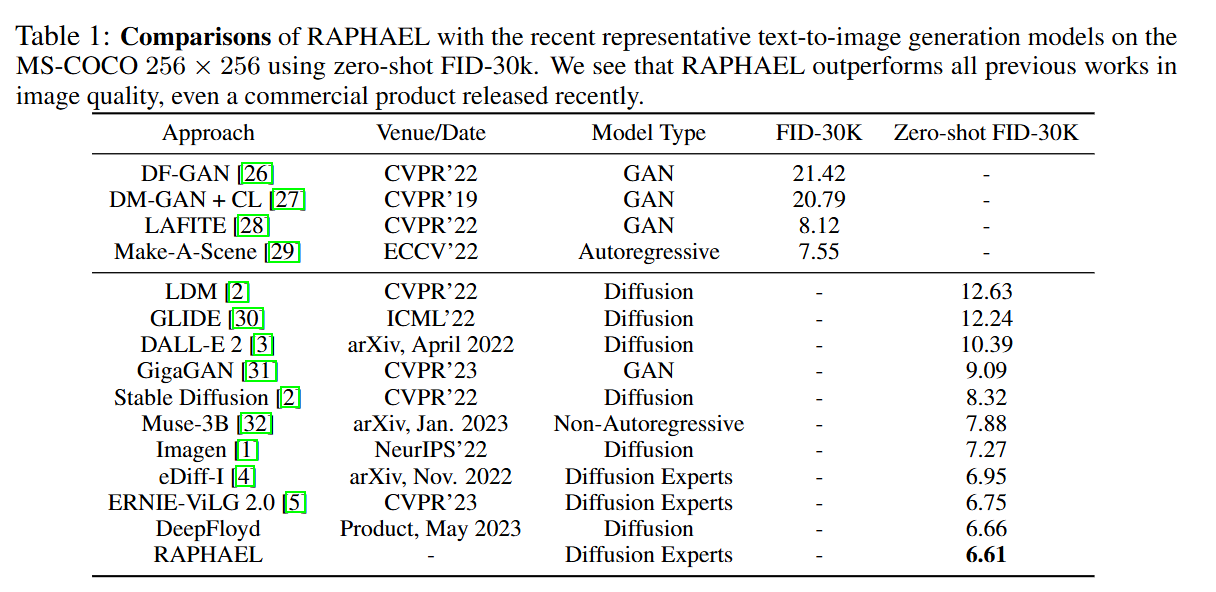 Table 1: Comparisons of RAPHAEL with the recent representative text-to-image generation models on the
MS-COCO 256 × 256 using zero-shot FID-30k. We see that RAPHAEL outperforms all previous works in
image quality, even a commercial product released recently.
Approach Venue/Date Model Type FID-30K Zero-shot FID-30K
DF-GAN [26] CVPR’22 GAN 21.42 -
DM-GAN + CL [27] CVPR’19 GAN 20.79 -
LAFITE [28] CVPR’22 GAN 8.12 -
Make-A-Scene [29] ECCV’22 Autoregressive 7.55 -
LDM [2] CVPR’22 Diffusion - 12.63
GLIDE [30] ICML’22 Diffusion - 12.24
DALL-E 2 [3] arXiv, April 2022 Diffusion - 10.39
GigaGAN [31] CVPR’23 GAN - 9.09
Stable Diffusion [2] CVPR’22 Diffusion - 8.32
Muse-3B [32] arXiv, Jan. 2023 Non-Autoregressive - 7.88
Imagen [1] NeurIPS’22 Diffusion - 7.27
eDiff-I [4] arXiv, Nov. 2022 Diffusion Experts - 6.95
ERNIE-ViLG 2.0 [5] CVPR’23 Diffusion Experts - 6.75
DeepFloyd Product, May 2023 Diffusion - 6.66
RAPHAEL - Diffusion Experts - 6.61